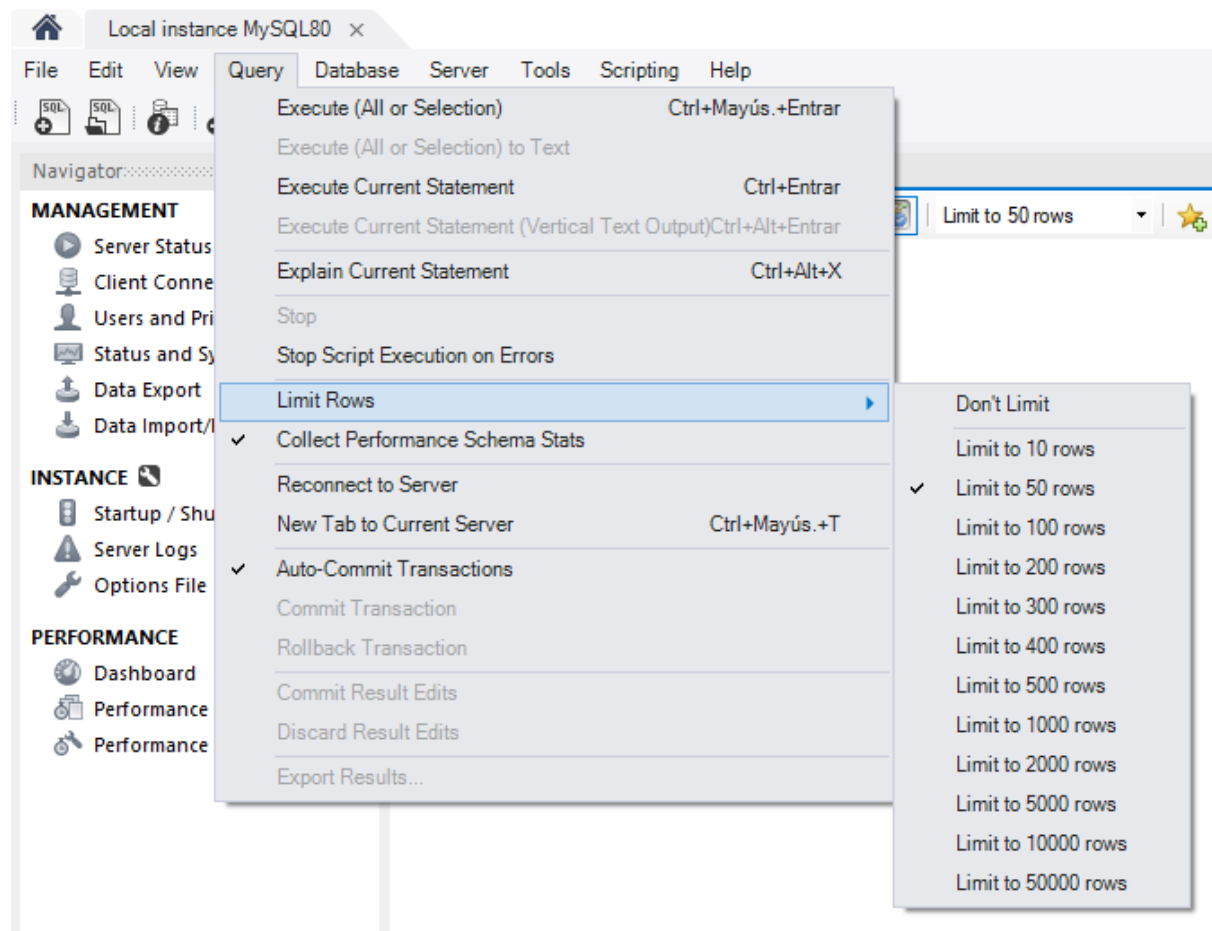 Local instance MySQL80 ×
File Edit View Query Database Server Tools Scripting Help
SQL SQL
Navigator
MANAGEMENT
Server Status
Client Conne
Users and Pri
Status and Sy
Data Export
Data Import/
INSTANCE
Startup / Shu
Server Logs
Options File
PERFORMANCE
Dashboard
Performance
Performance
Execute (All or Selection) Ctrl+Mayús.+Entrar
Execute (All or Selection) to Text
Execute Current Statement Ctrl+Entrar
Execute Current Statement (Vertical Text Output)Ctrl+Alt+Entrar
Explain Current Statement Ctrl+Alt+X
Stop
Stop Script Execution on Errors
Limit Rows
Collect Performance Schema Stats
Reconnect to Server
New Tab to Current Server Ctrl+Mayús.+T
Auto-Commit Transactions
Commit Transaction
Rollback Transaction
Commit Result Edits
Discard Result Edits
Export Results...
Limit to 50 rows
Don't Limit
Limit to 10 rows
Limit to 50 rows
Limit to 100 rows
Limit to 200 rows
Limit to 300 rows
Limit to 400 rows
Limit to 500 rows
Limit to 1000 rows
Limit to 2000 rows
Limit to 5000 rows
Limit to 10000 rows
Limit to 50000 rows